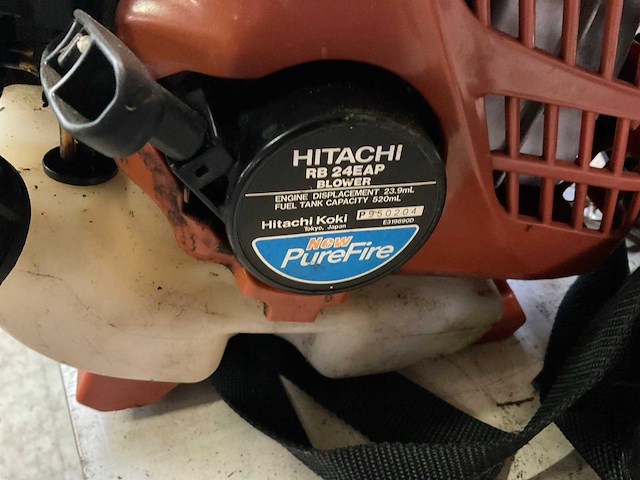 HITACHI
RB 24EAP
BLOWER
ENGINE DISPLACEMENT 23.9mL
FUEL TANK CAPACITY 520mL
Hitachi Koki P950204
Tokyo, Japan E3199900
New
PureFire